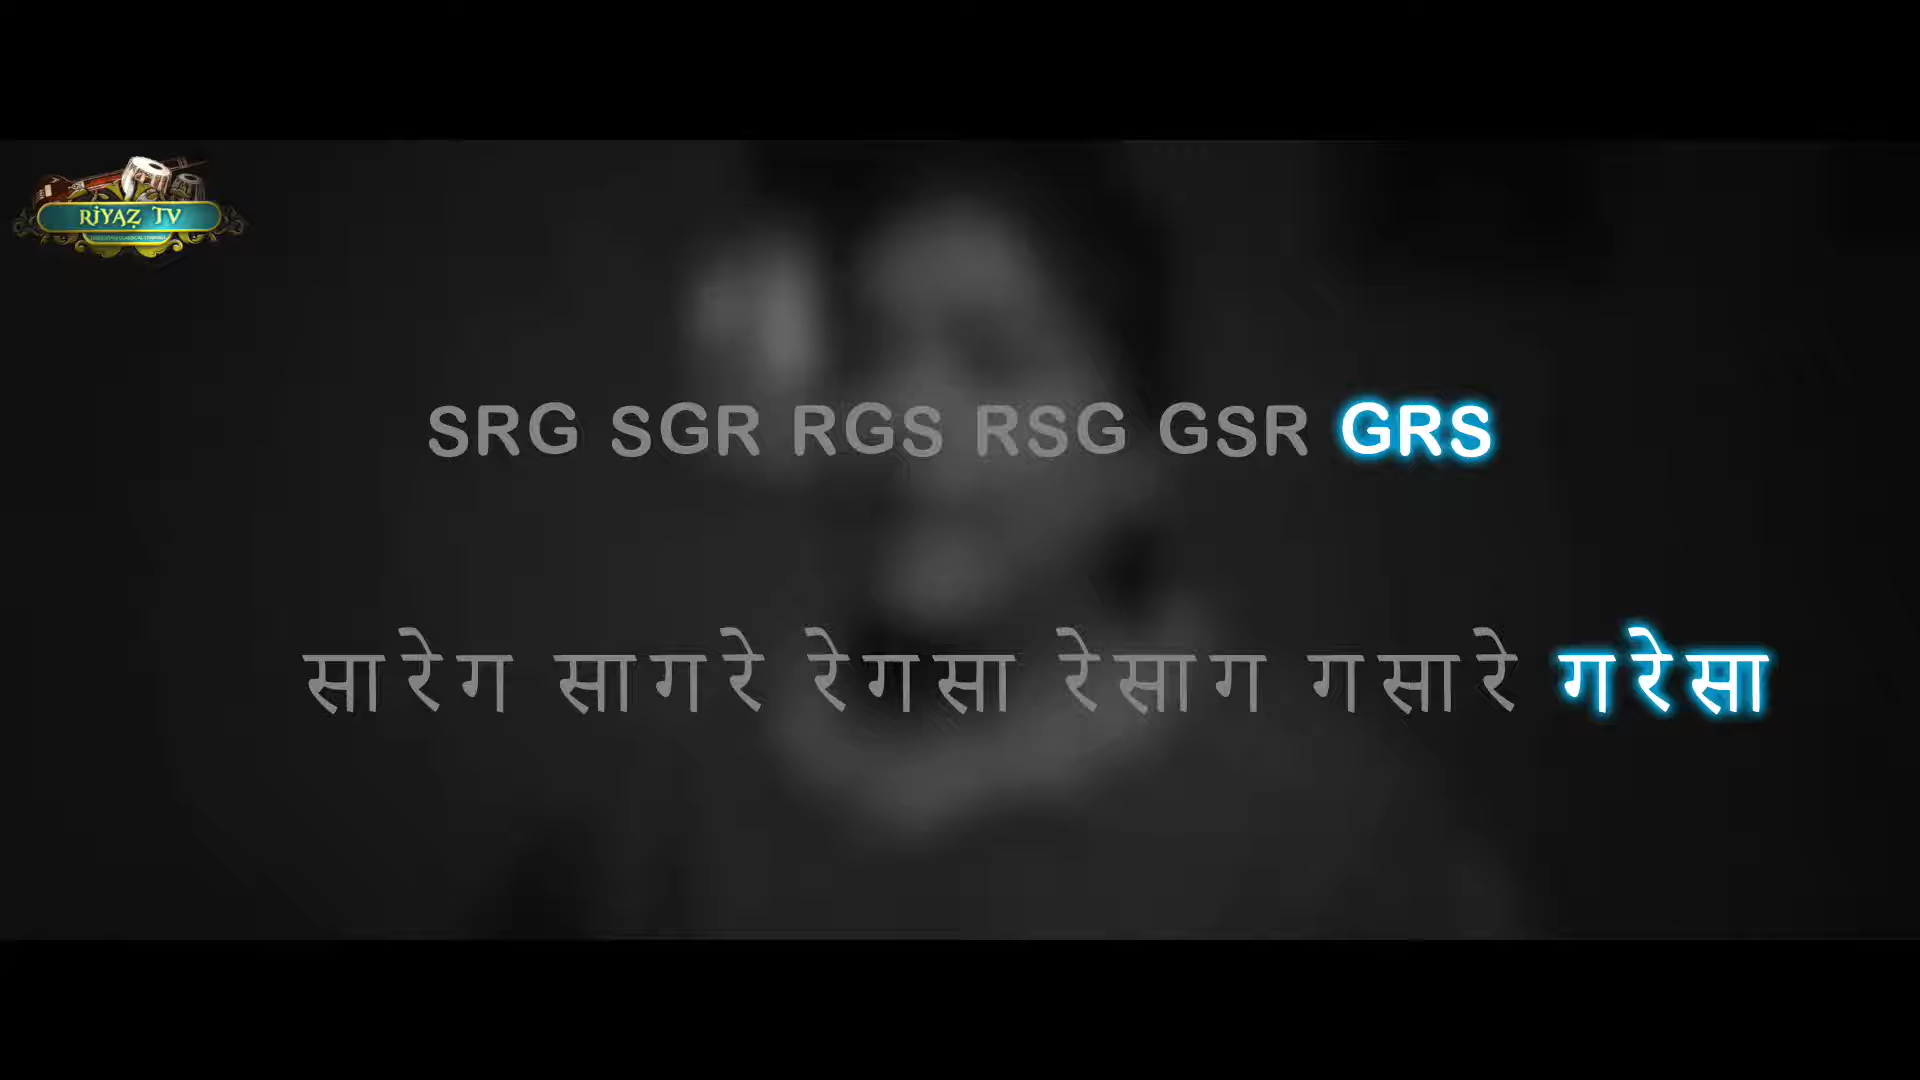 RiYAZ TV
SRG SGR RGS RSG GSR GRS
सारेग सागरे रेगसा रेसाग गसारे गरेसा